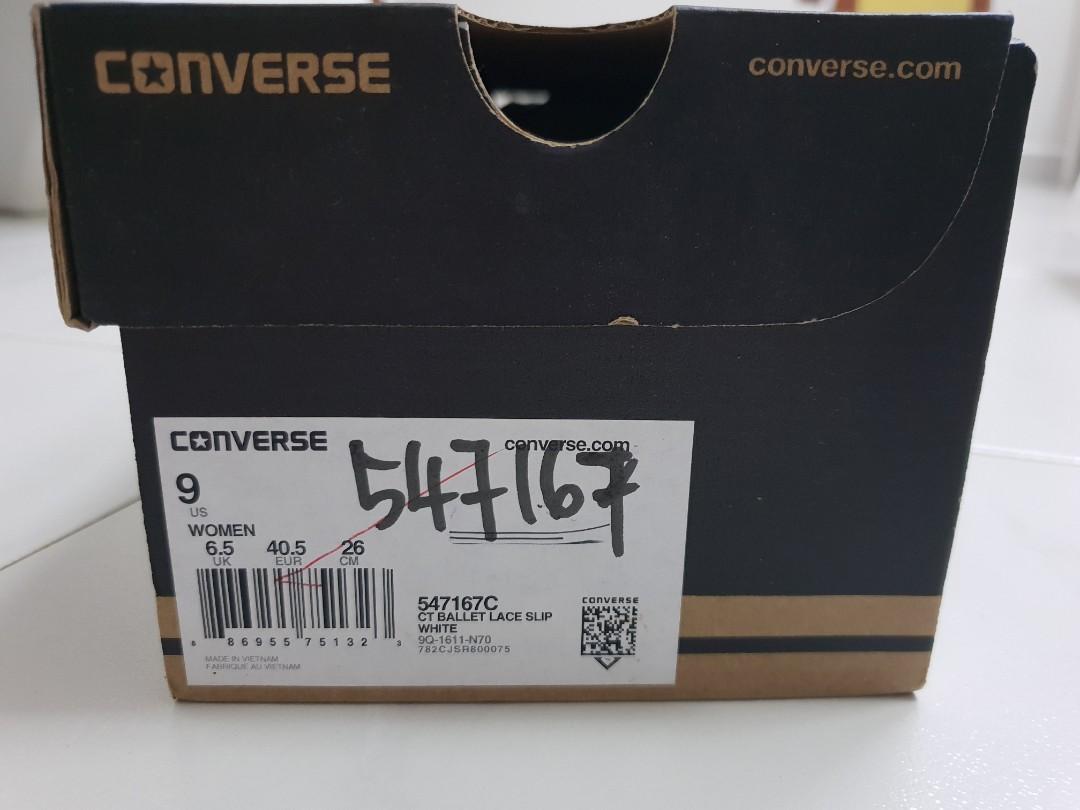 CONVERSE
converse.com
CONVERSE
converse.com
547167
9
US
WOMEN
6.5 40.5 26
UK EUR CM
8 86955 75132 3
547167C
CT BALLET LACE SLIP
WHITE
9Q-1611-N70
782CJSR800075
CONVERSE
MADE IN VIETNAM
FABRIQUE AU VIETNAM